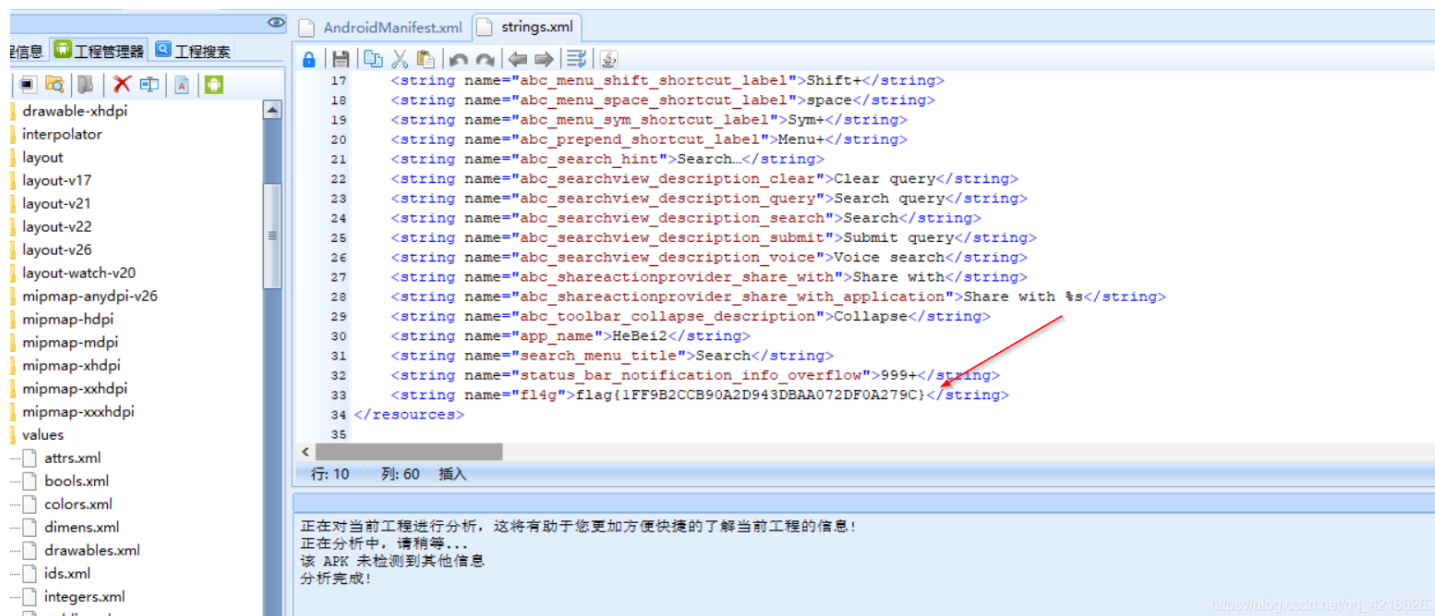 AndroidManifest.xml
strings.xml
程信息
工程管理器
工程搜索
drawable-xhdpi
interpolator
layout
layout-v17
layout-v21
layout-v22
layout-v26
layout-watch-v20
mipmap-anydpi-v26
mipmap-hdpi
mipmap-mdpi
mipmap-xhdpi
mipmap-xxhdpi
mipmap-xxxhdpi
values
attrs.xml
bools.xml
colors.xml
dimens.xml
drawables.xml
ids.xml
integers.xml
17 <string name="abc_menu_shift_shortcut_label">Shift+</string>
18 <string name="abc_menu_space_shortcut_label">space</string>
19 <string name="abc_menu_sym_shortcut_label">Sym+</string>
20 <string name="abc_prepend_shortcut_label">Menu+</string>
21 <string name="abc_search_hint">Search…</string>
22 <string name="abc_searchview_description_clear">Clear query</string>
23 <string name="abc_searchview_description_query">Search query</string>
24 <string name="abc_searchview_description_search">Search</string>
25 <string name="abc_searchview_description_submit">Submit query</string>
26 <string name="abc_searchview_description_voice">Voice search</string>
27 <string name="abc_shareactionprovider_share_with">Share with</string>
28 <string name="abc_shareactionprovider_share_with_application">Share with %s</string>
29 <string name="abc_toolbar_collapse_description">Collapse</string>
30 <string name="app_name">HeBei2</string>
31 <string name="search_menu_title">Search</string>
32 <string name="status_bar_notification_info_overflow">999+</string>
33 <string name="fl4g">flag{1FF9B2CCB90A2D943DBAA072DF0A279C}</string>
34 </resources>
35
行: 10 列: 60 插入
正在对当前工程进行分析，这将有助于您更加方便快捷的了解当前工程的信息!
正在分析中，请稍等...
该 APK 未检测到其他信息
分析完成!
https://blog.csdn.net/qq_42186263